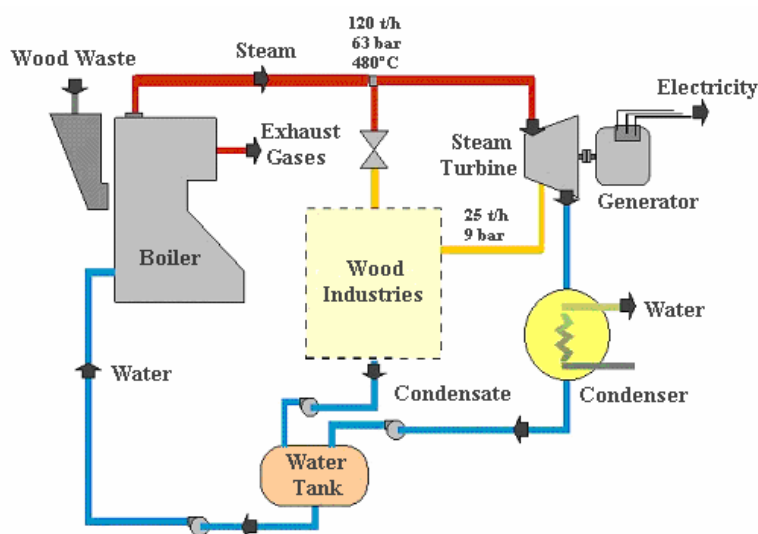 120 t/h
63 bar
480°C
Steam
Wood Waste
Electricity
Exhaust
Gases
Steam
Turbine
Generator
25 t/h
9 bar
Boiler
Wood
Industries
Water
Water
Condensate
Condenser
Water
Tank